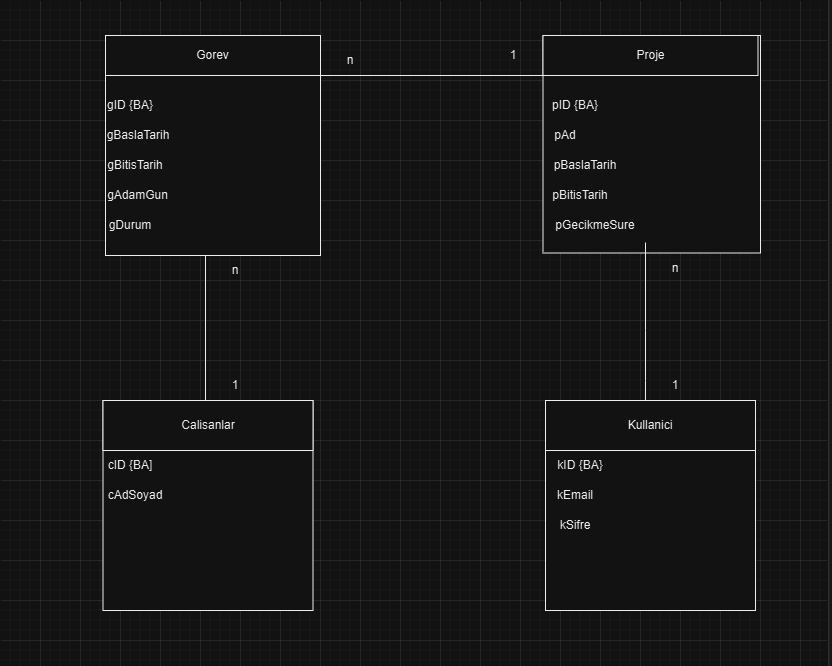 Gorev
n
1
Proje
gID {BA}
gBaslaTarih
gBitisTarih
gAdamGun
gDurum
pID {BA}
pAd
pBaslaTarih
pBitisTarih
pGecikmeSure
n
1
n
1
Calisanlar
cID {BA]
cAdSoyad
Kullanici
kID {BA}
kEmail
kSifre